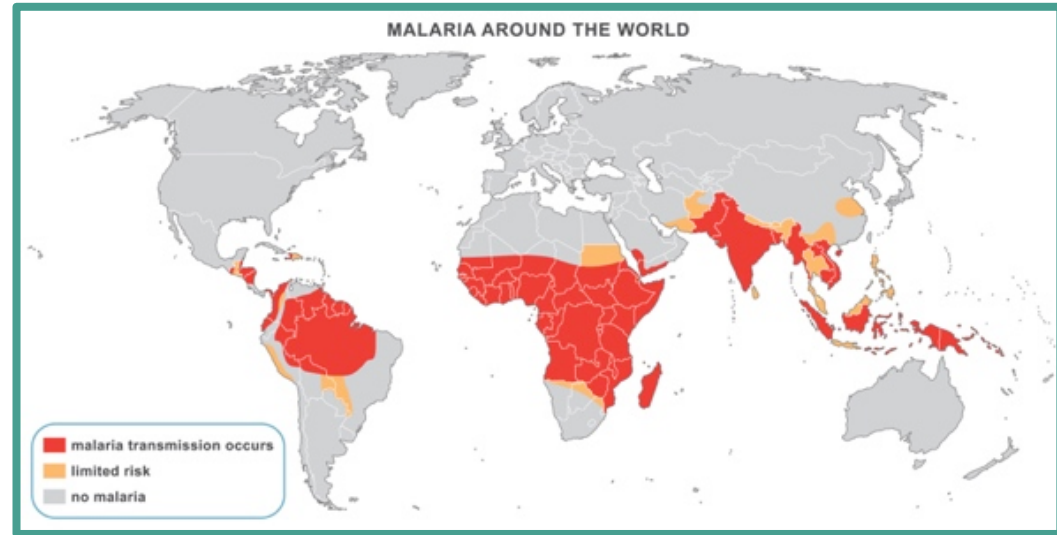 MALARIA AROUND THE WORLD
malaria transmission occurs
limited risk
no malaria